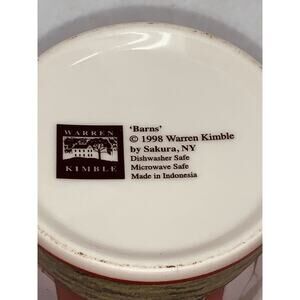 WARREN
KIMBLE
'Barns'
© 1998 Warren Kimble
by Sakura, NY
Dishwasher Safe
Microwave Safe
Made in Indonesia